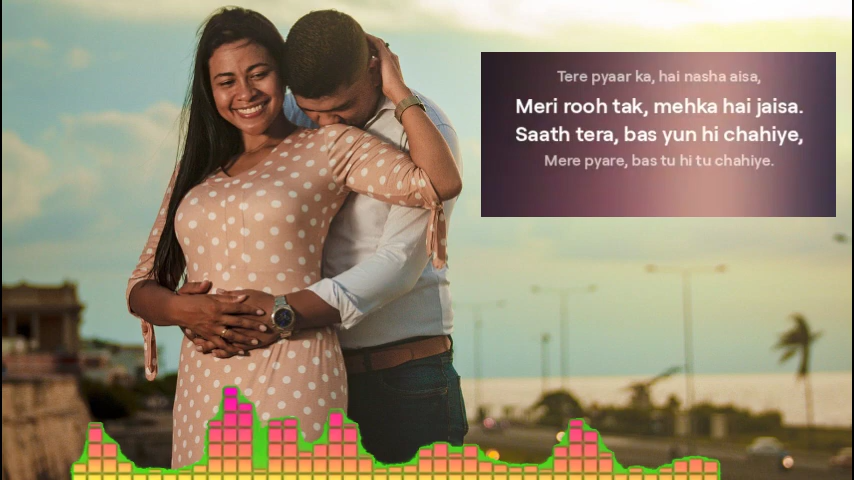 Tere pyaar ka, hai nasha aisa,
Meri rooh tak, mehka hai jaisa.
Saath tera, bas yun hi chahiye,
Mere pyare, bas tu hi tu chahiye.